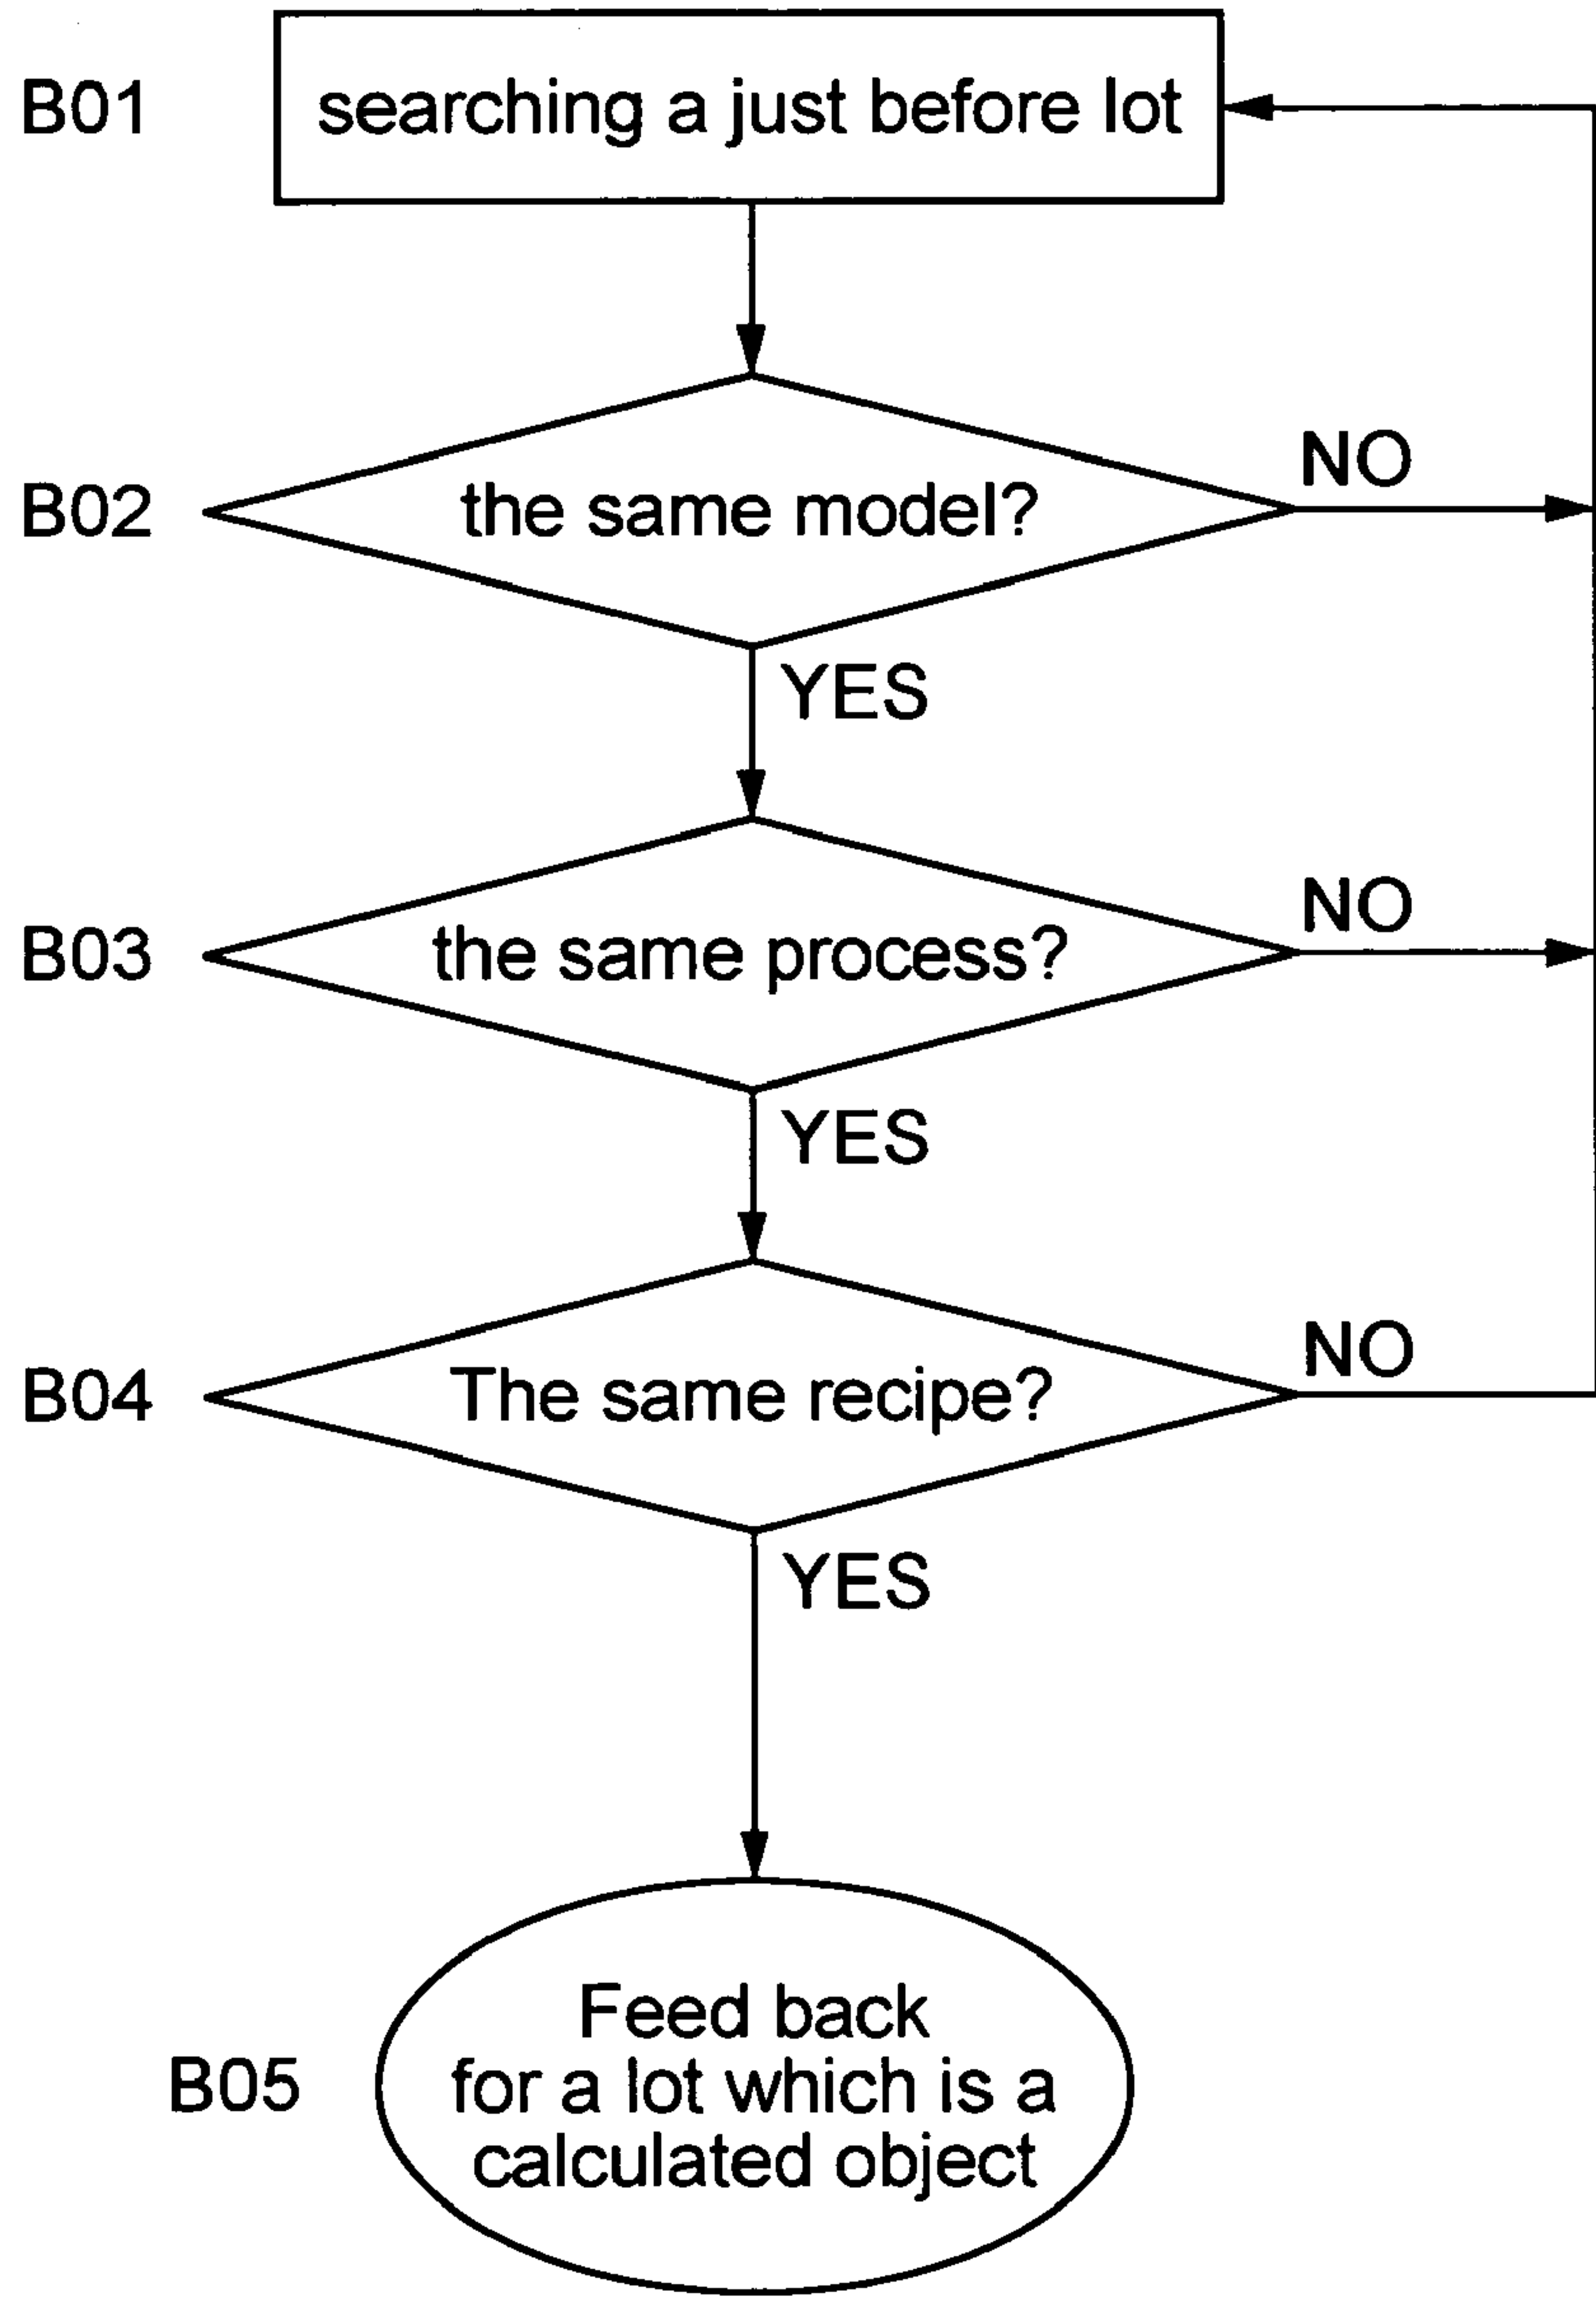 B01
searching a just before lot
B02
the same model?
NO
YES
B03
the same process?
NO
YES
B04
The same recipe?
NO
YES
B05
Feed back
for a lot which is a
calculated object